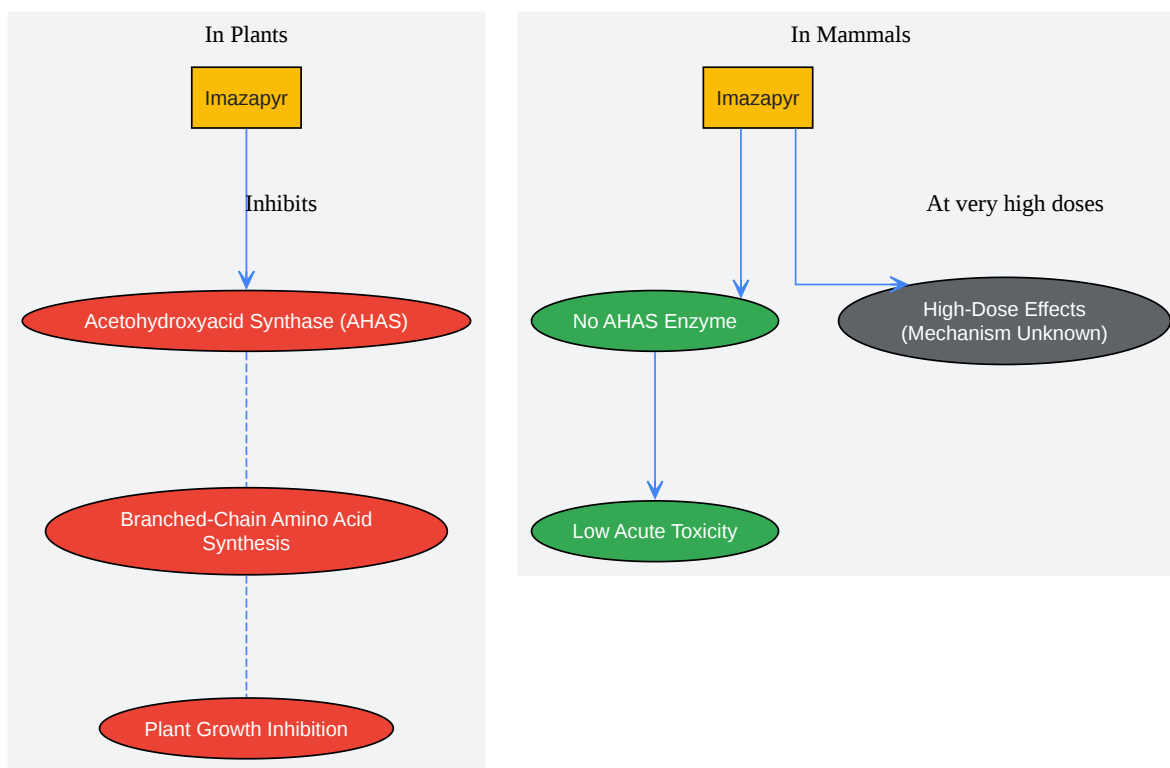 In Plants
Imazapyr
Inhibits
Acetohydroxyacid Synthase (AHAS)
Branched-Chain Amino Acid
Synthesis
Plant Growth Inhibition
In Mammals
Imazapyr
At very high doses
No AHAS Enzyme
High-Dose Effects
(Mechanism Unknown)
Low Acute Toxicity